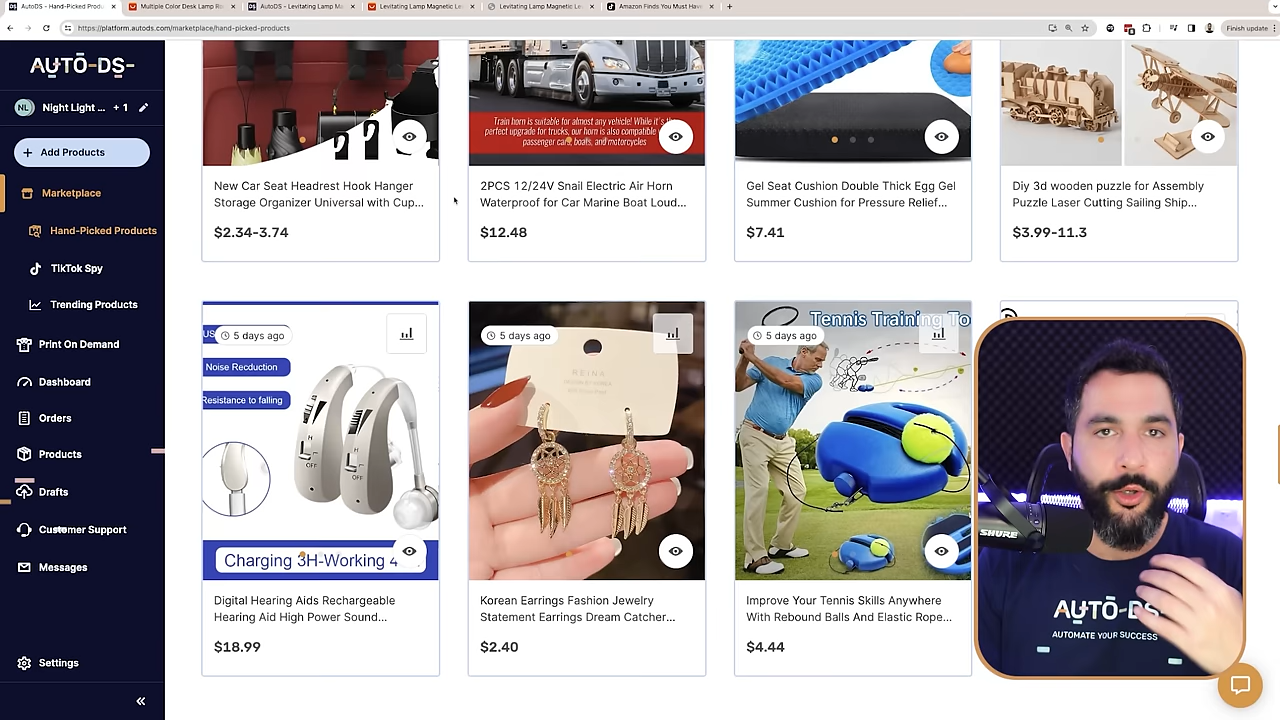 AutoDS - Hand-Picked Produc
Multiple Color Desk Lamp R
AutoDS – Levitating Lamp Ma
Levitating Lamp Magnetic Le
Levitating Lamp Magnetic Le
Amazon Finds You Must Have
https://platform.autods.com/marketplace/hand-picked-products
Finish update
AUTO-DS-
NL
Night Light ...
+ 1
Add Products
Marketplace
Hand-Picked Products
TikTok Spy
Trending Products
Print On Demand
Dashboard
Orders
Products
Drafts
Customer Support
Messages
Settings
Train horn is suitable for almost any vehicle! While it's
perfect upgrade for trucks, our horn is also compatible
passenger cars, boats, and motorcycles
New Car Seat Headrest Hook Hanger
Storage Organizer Universal with Cup...
$2.34-3.74
2PCS 12/24V Snail Electric Air Horn
Waterproof for Car Marine Boat Loud...
$12.48
Gel Seat Cushion Double Thick Egg Gel
Summer Cushion for Pressure Relief...
$7.41
Diy 3d wooden puzzle for Assembly
Puzzle Laser Cutting Sailing Ship...
$3.99-11.3
5 days ago
Noise Recduction
Resistance to falling
H
OFF
H
OFF
Charging 3H-Working 4
Digital Hearing Aids Rechargeable
Hearing Aid High Power Sound...
$18.99
5 days ago
REINA
Korean Earrings Fashion Jewelry
Statement Earrings Dream Catcher...
$2.40
5 days ago
Tennis Training To
Improve Your Tennis Skills Anywhere
With Rebound Balls And Elastic Rope...
$4.44
SHURE
AUTO-DS-
AUTOMATE YOUR SUCCESS